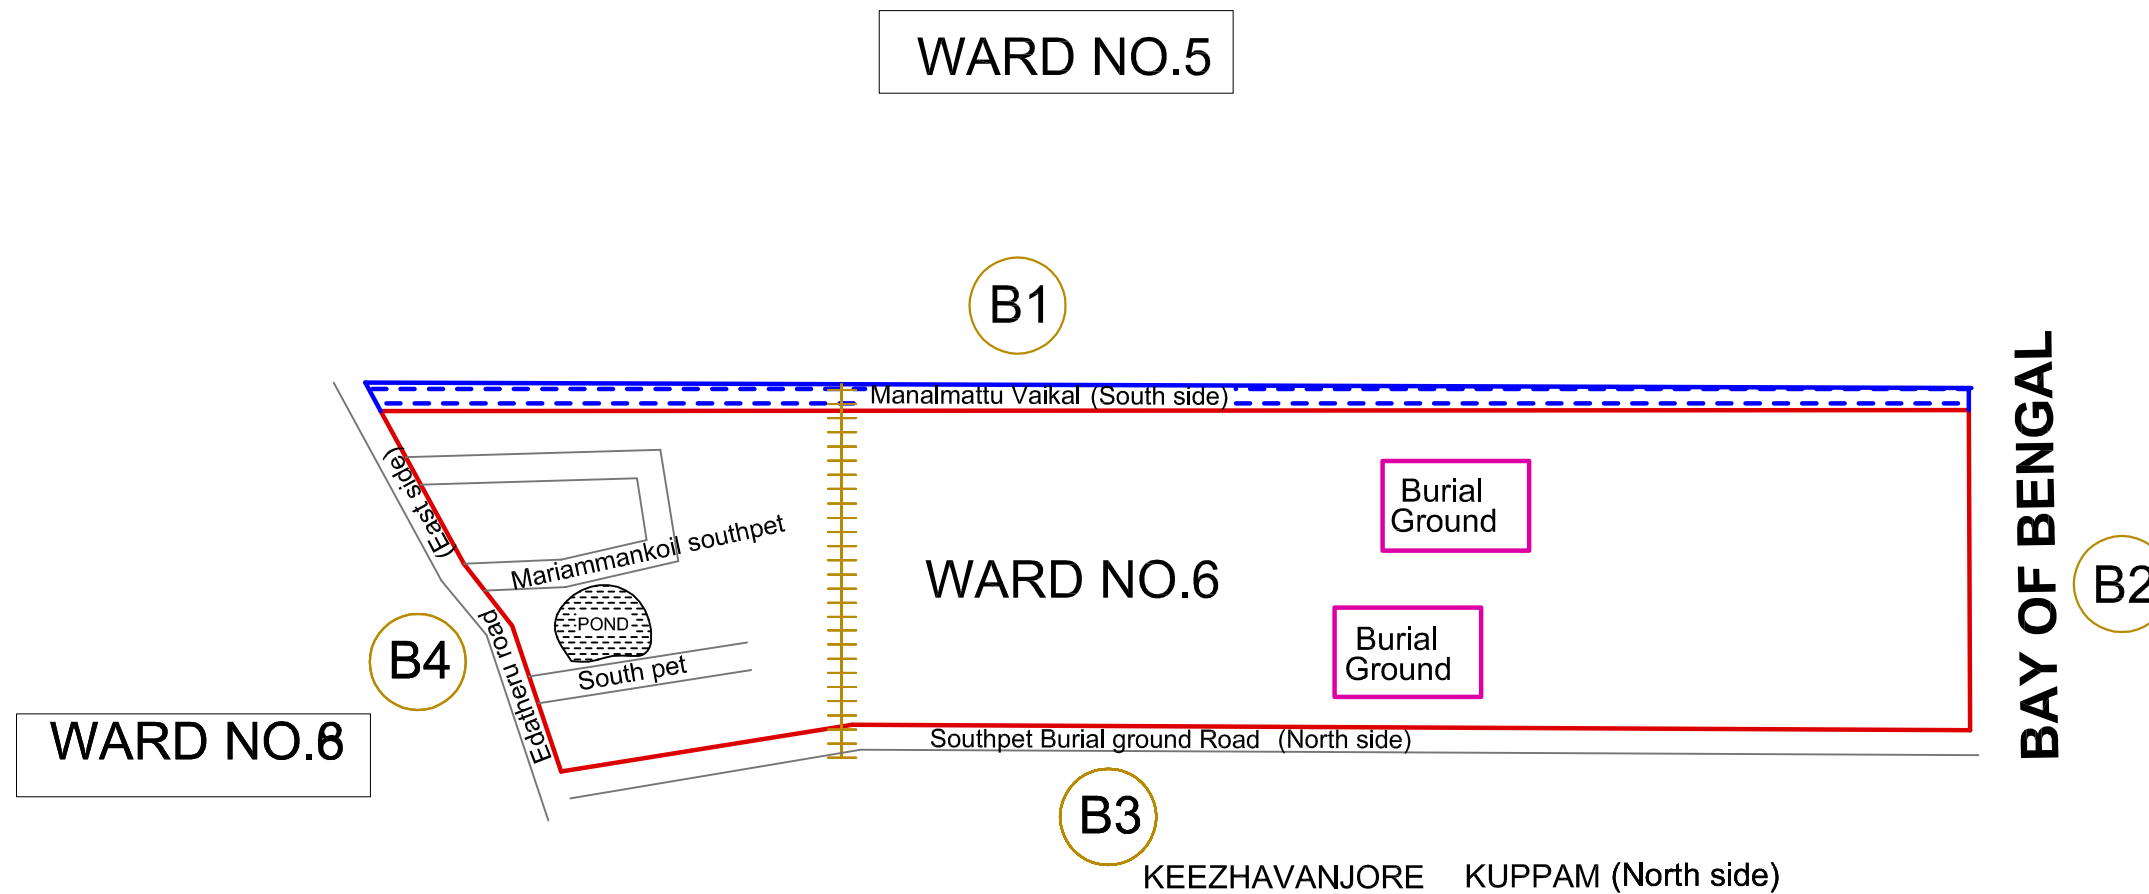 WARD NO.5
B1
Manalmattu Vaikal (South side)
BAY OF BENGAL
B2
(East side)
Mariammankoil southpet
WARD NO.6
Burial
Ground
POND
Burial
Ground
South pet
Edatheru road
B4
WARD NO.
Southpet Burial ground Road (North side)
B3
KEEZHAVANJORE KUPPAM (North side)